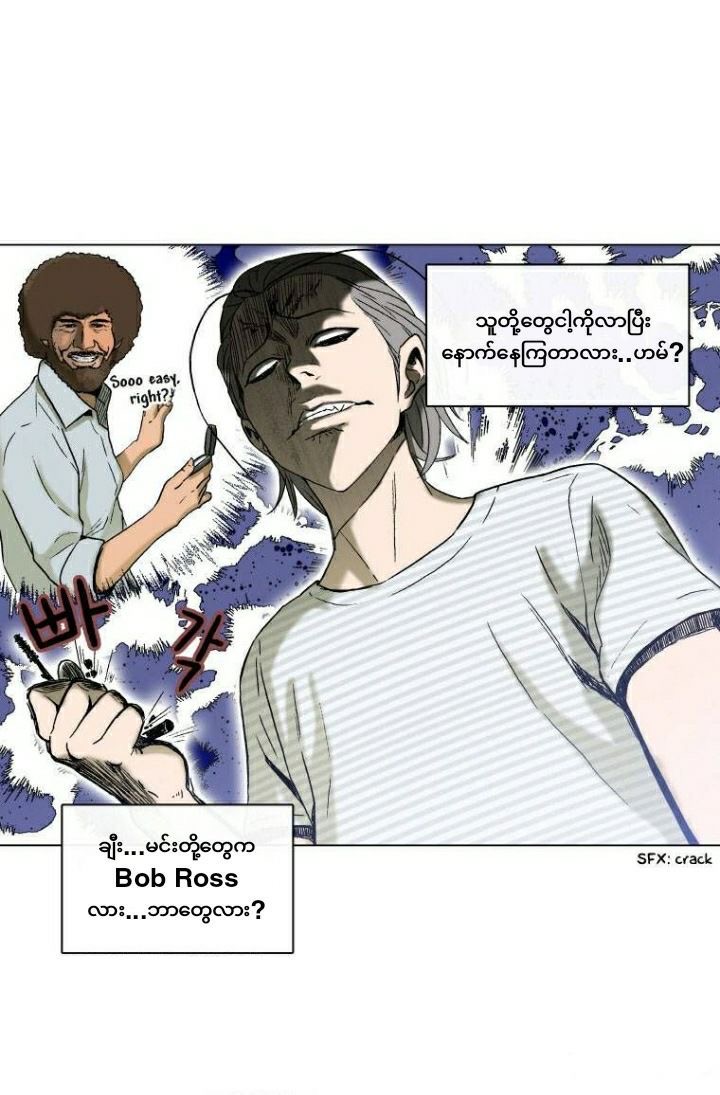 သူတို့တွေငါ့ကိုလာပြီး
နောက်နေကြတာလား..ဟမ်?
Sooo easy,
right?
빠각
ချီး...မင်းတို့တွေက
Bob Ross
လား...ဘာတွေလား?
SFX: crack